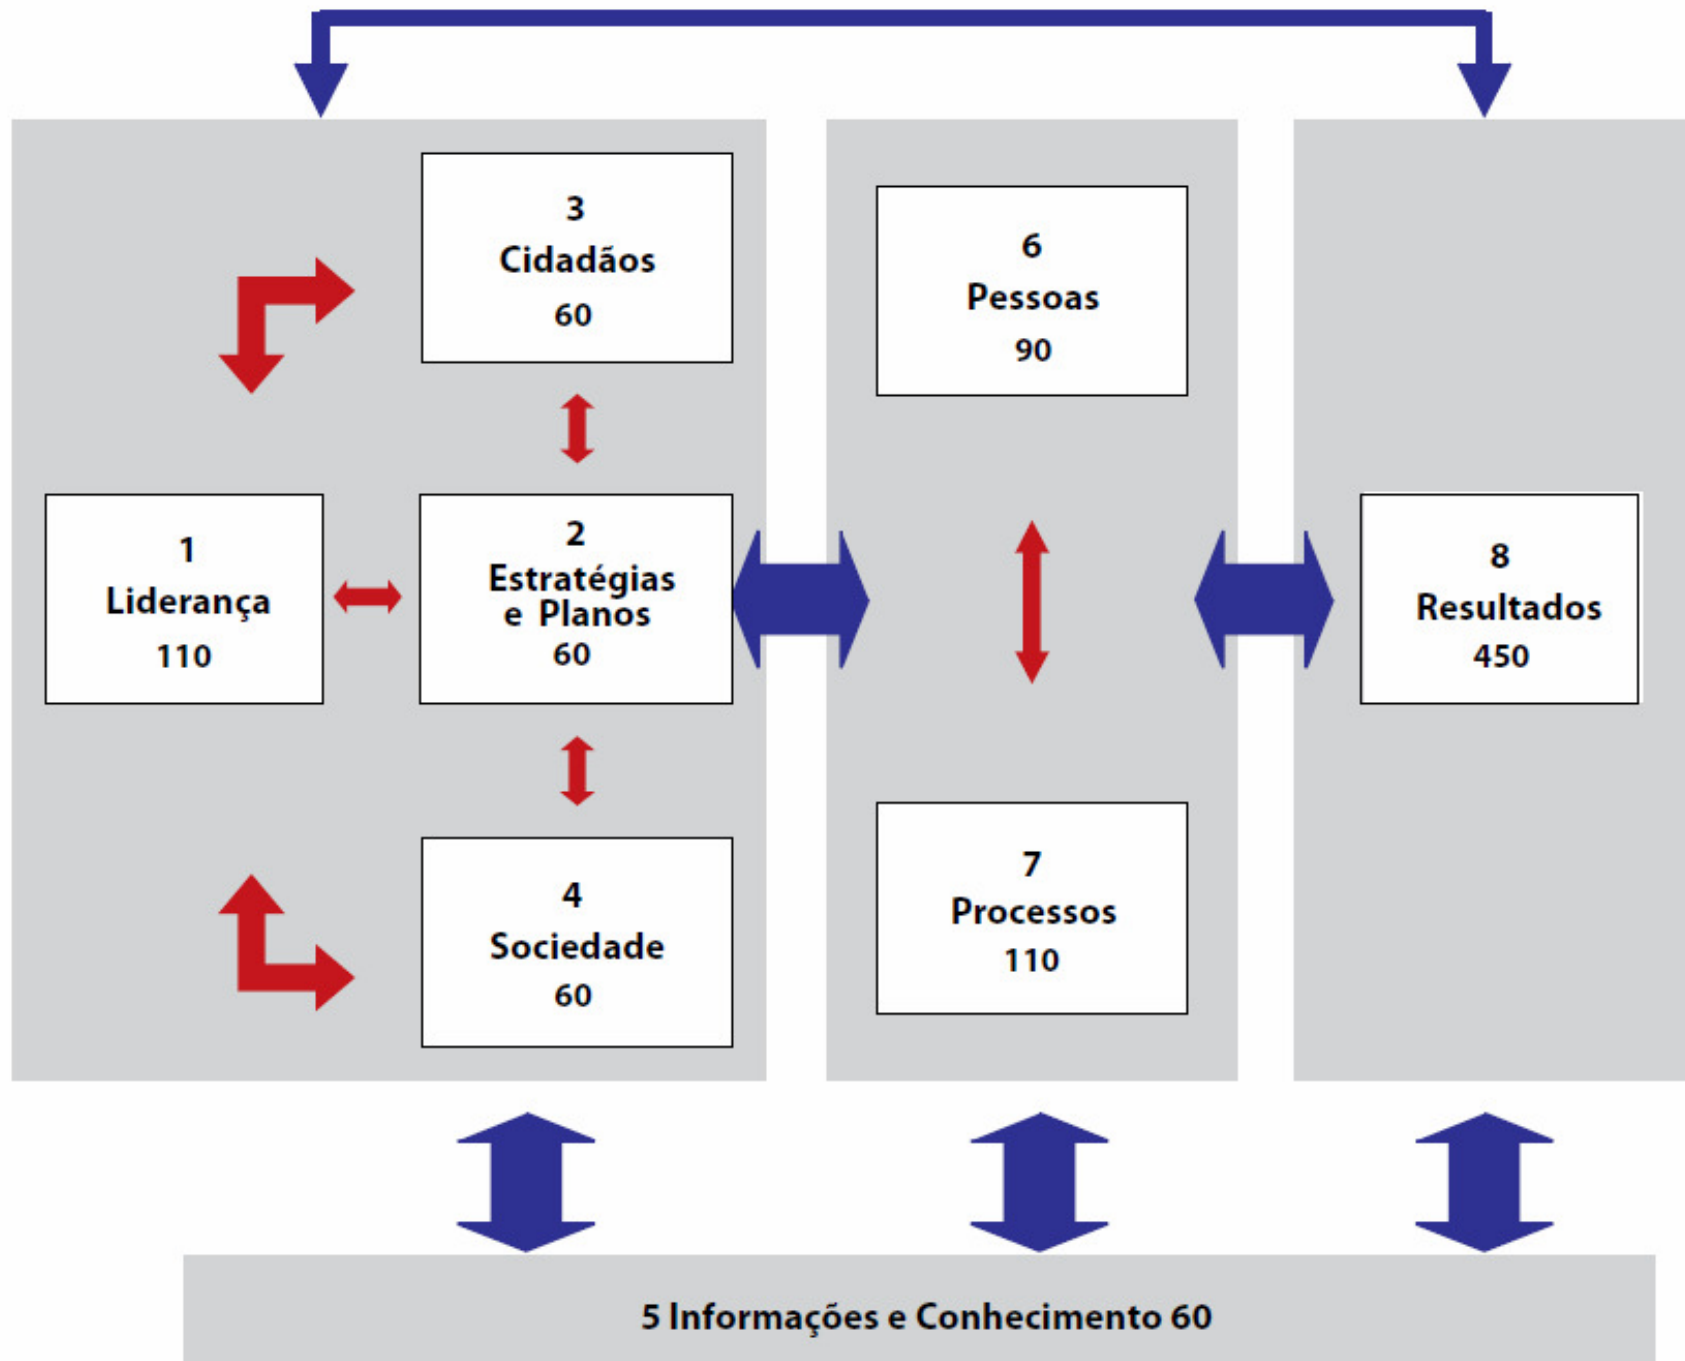 3
Cidadãos
60
6
Pessoas
90
1
Liderança
110
2
Estratégias
e Planos
60
8
Resultados
450
4
Sociedade
60
7
Processos
110
5 Informações e Conhecimento 60